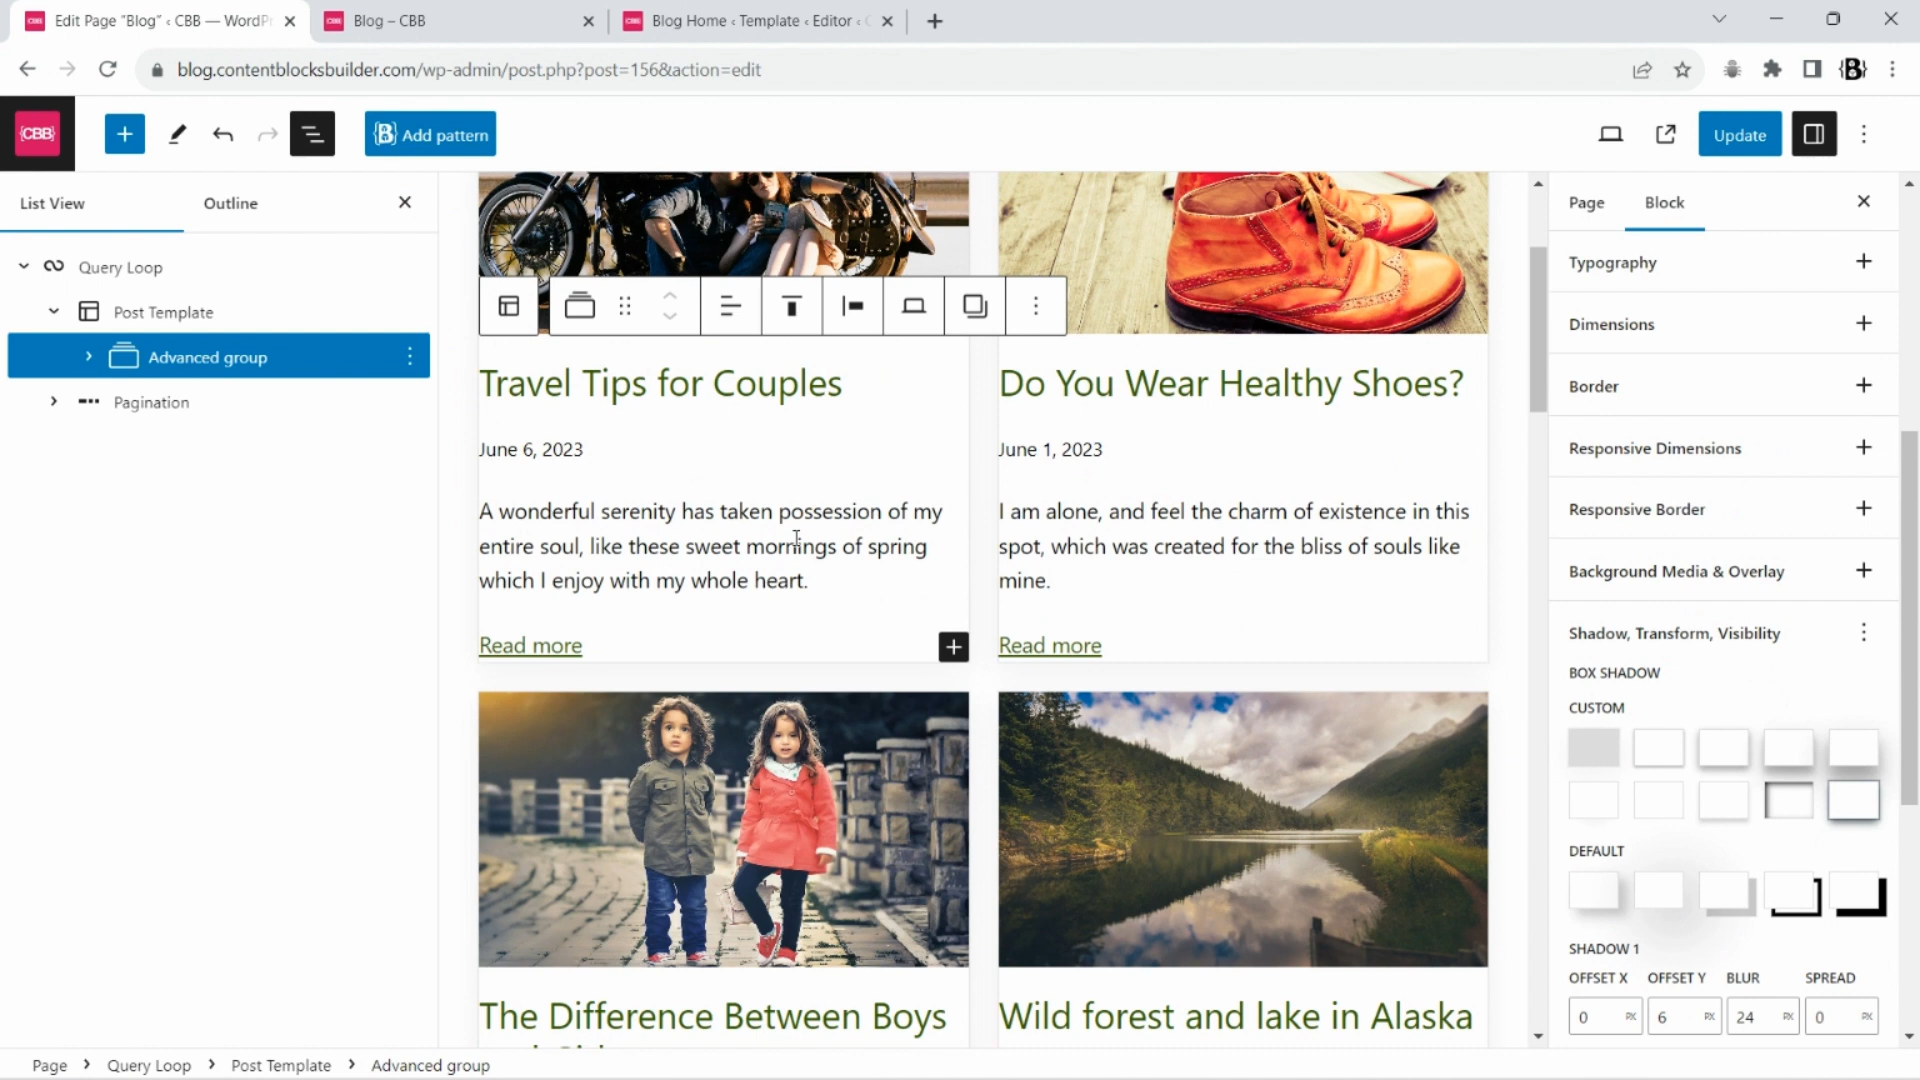 Edit Page "Blog" ‹ CBB — WordP
Blog – CBB
Blog Home ‹ Template ‹ Editor ‹
blog.contentblocksbuilder.com/wp-admin/post.php?post=156&action=edit
{CBB}
Add pattern
Update
List View
Outline
Query Loop
Post Template
Advanced group
Pagination
Travel Tips for Couples
June 6, 2023
A wonderful serenity has taken possession of my
entire soul, like these sweet mornings of spring
which I enjoy with my whole heart.
Read more
Do You Wear Healthy Shoes?
June 1, 2023
I am alone, and feel the charm of existence in this
spot, which was created for the bliss of souls like
mine.
Read more
The Difference Between Boys
Wild forest and lake in Alaska
Page
Block
Typography
Dimensions
Border
Responsive Dimensions
Responsive Border
Background Media & Overlay
Shadow, Transform, Visibility
BOX SHADOW
CUSTOM
DEFAULT
SHADOW 1
OFFSET X OFFSET Y BLUR SPREAD
0 PX 6 PX 24 PX 0 PX
Page › Query Loop › Post Template › Advanced group